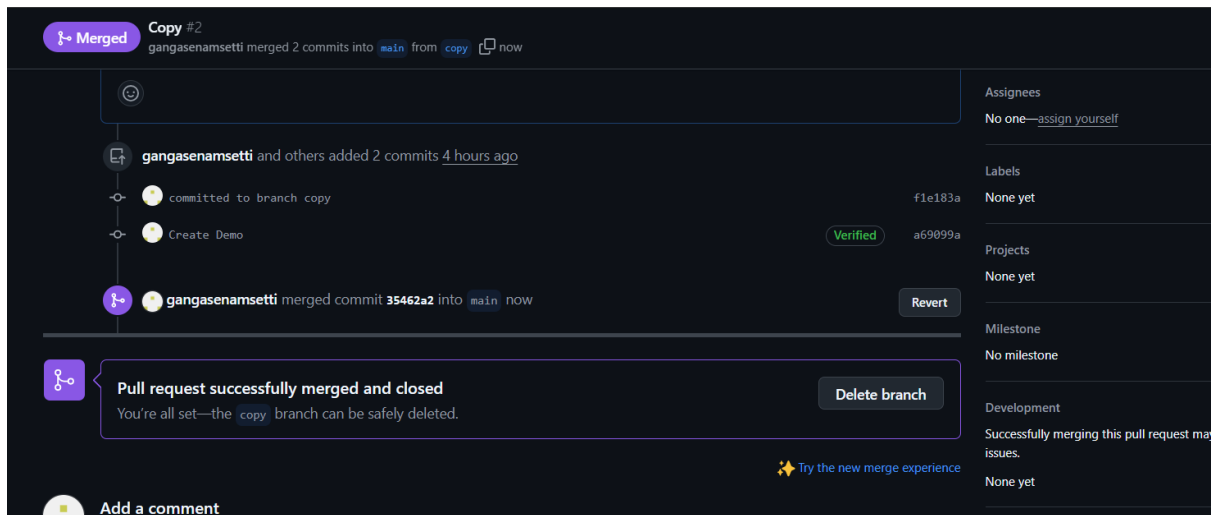 Merged
Copy #2
gangasenamsetti merged 2 commits into main from copy now
gangasenamsetti and others added 2 commits 4 hours ago
committed to branch copy f1e183a
Create Demo Verified a69099a
gangasenamsetti merged commit 35462a2 into main now Revert
Pull request successfully merged and closed
You're all set—the copy branch can be safely deleted.
Delete branch
Try the new merge experience
Add a comment
Assignees
No one—assign yourself
Labels
None yet
Projects
None yet
Milestone
No milestone
Development
Successfully merging this pull request may
issues.
None yet